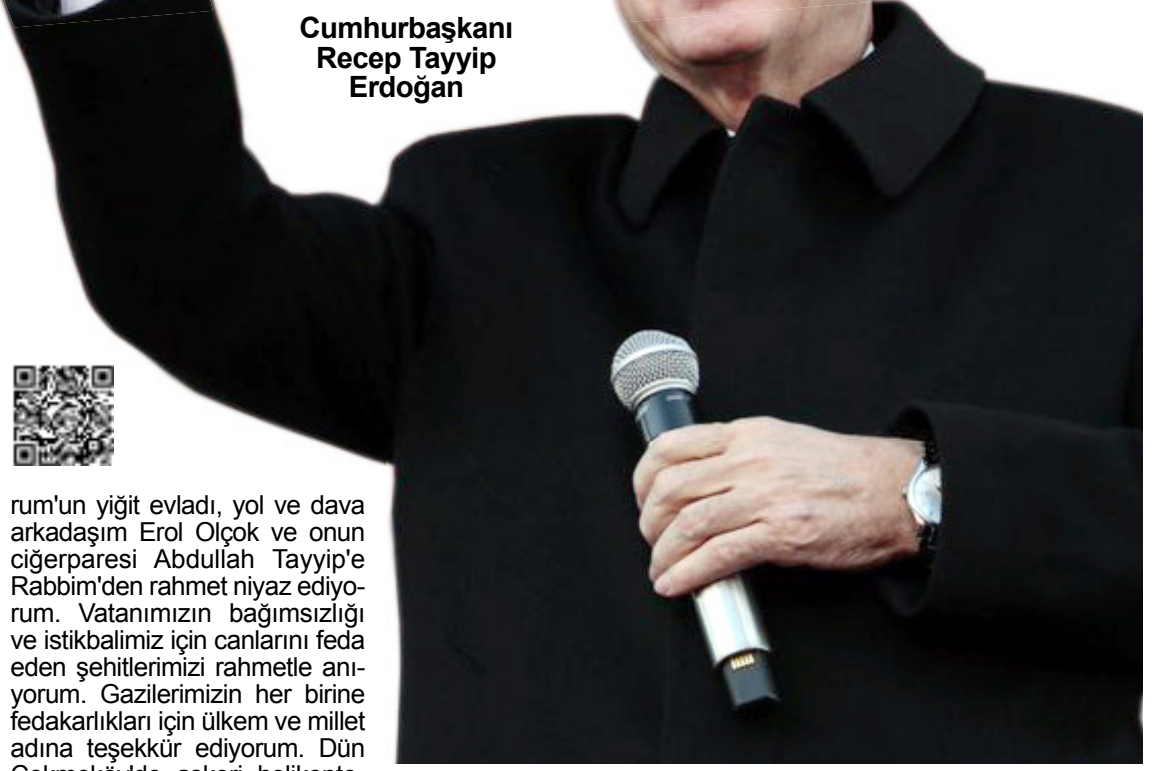 Cumhurbaşkanı
Recep Tayyip
Erdoğan
rum'un yiğit evladı, yol ve dava
arkadaşım Erol Olçok ve onun
ciğerparesi Abdullah Tayyip'e
Rabbim'den rahmet niyaz ediyo-
rum. Vatanımızın bağımsızlığı
ve istikbalimiz için canlarını feda
eden şehitlerimizi rahmetle anı-
yorum. Gazilerimizin her birine
fedakarlıkları için ülkem ve millet
adına teşekkür ediyorum. Dün